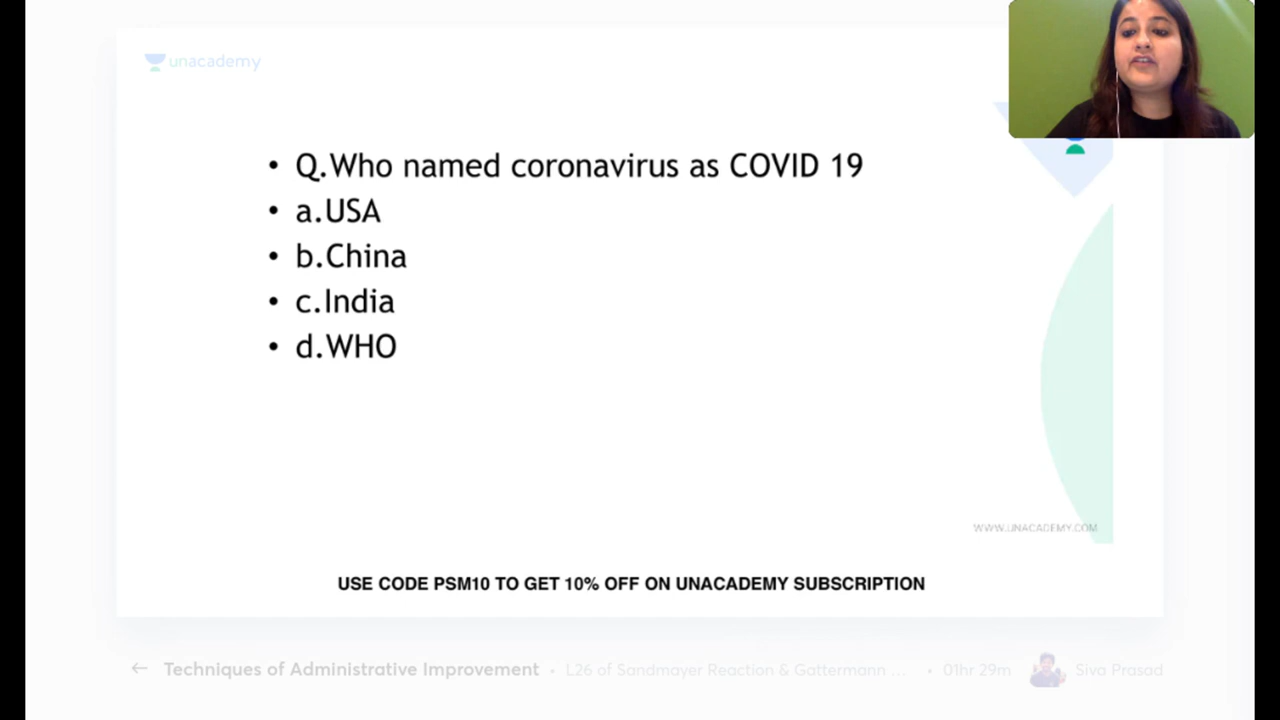 unacademy
• Q.Who named coronavirus as COVID 19
• a.USA
• b.China
• c.India
• d.WHO
WWW.UNACADEMY.COM
USE CODE PSM10 TO GET 10% OFF ON UNACADEMY SUBSCRIPTION
← Techniques of Administrative Improvement • L26 of Sandmayer Reaction & Gattermann ... • 01hr 29m Sivo Prasad